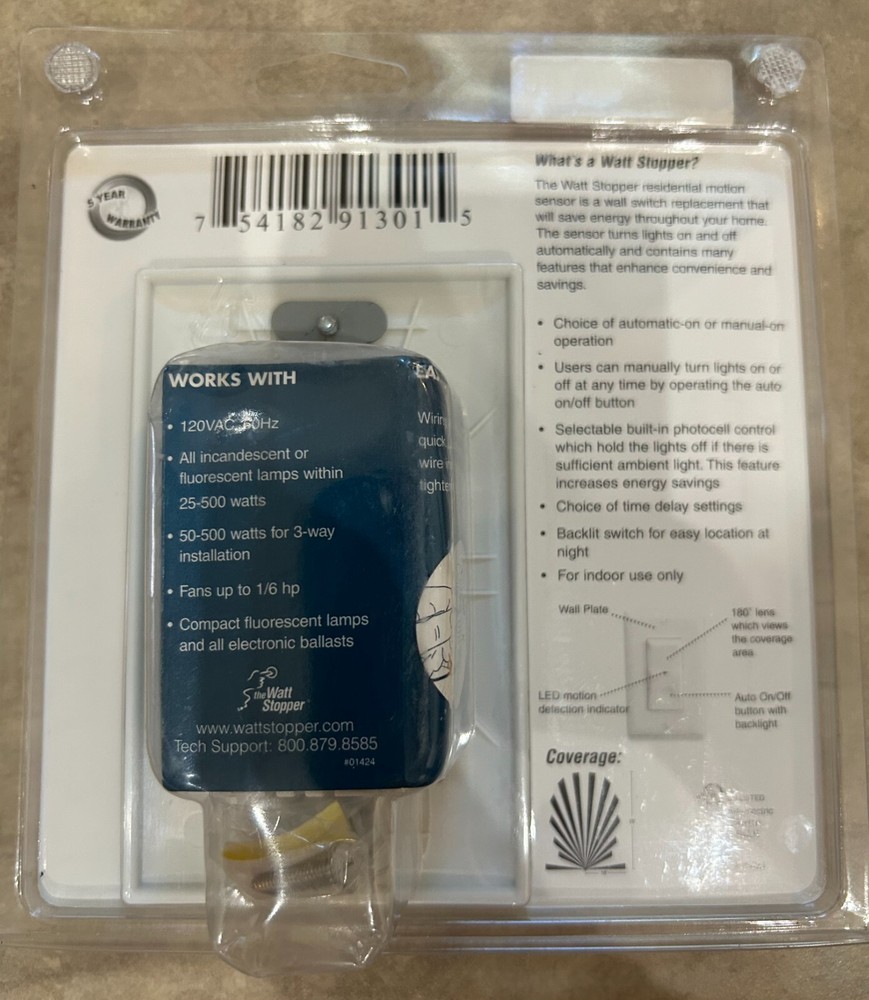 5 YEAR
WARRANTY
7 54182 91301 5
What's a Watt Stopper?
The Watt Stopper residential motion
sensor is a wall switch replacement that
will save energy throughout your home.
The sensor turns lights on and off
automatically and contains many
features that enhance convenience and
savings.
• Choice of automatic-on or manual-on
operation
• Users can manually turn lights on or
off at any time by operating the auto
on/off button
• Selectable built-in photocell control
which hold the lights off if there is
sufficient ambient light. This feature
increases energy savings
• Choice of time delay settings
• Backlit switch for easy location at
night
• For indoor use only
Wall Plate
180° lens
which views
the coverage
area
LED motion
detection indicator
Auto On/Off
button with
backlight
Coverage:
LISTED
WORKS WITH
• 120VAC, 60Hz
• All incandescent or
fluorescent lamps within
25-500 watts
• 50-500 watts for 3-way
installation
• Fans up to 1/6 hp
• Compact fluorescent lamps
and all electronic ballasts
the Watt
Stopper
www.wattstopper.com
Tech Support: 800.879.8585
#01424
EA
Wirin
quick
wire
tighte